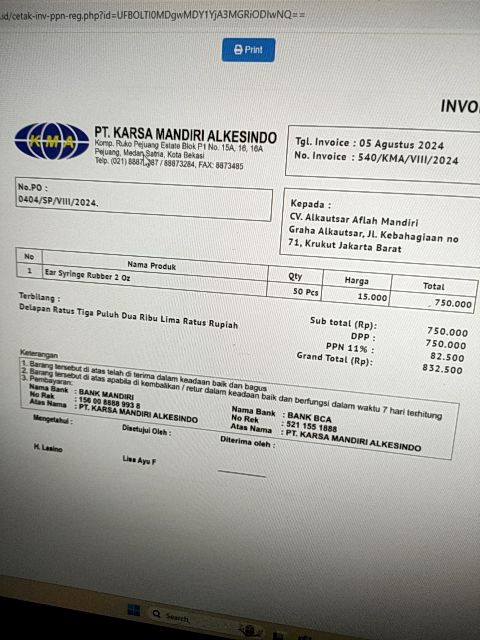 .id/cetak-inv-ppn-reg.php?id=UFBOLTI0MDgwMDY1YjA3MGRiODIwNQ==
Print
INVO
KMA
PT. KARSA MANDIRI ALKESINDO
Komp. Ruko Pejuang Estate Blok P1 No. 15A, 16, 16A
Pejuang, Medan Satria, Kota Bekasi
Telp. (021) 8887 987 / 88873284, FAX: 8873485
Tgl. Invoice : 05 Agustus 2024
No. Invoice : 540/KMA/VIII/2024
No.PO :
0404/SP/VIII/2024.
Kepada :
CV. Alkautsar Aflah Mandiri
Graha Alkautsar, Jl. Kebahagiaan no
71, Krukut Jakarta Barat
No Nama Produk Qty Harga Total
1 Ear Syringe Rubber 2 Oz 50 Pcs 15.000 750.000
Terbilang :
Delapan Ratus Tiga Puluh Dua Ribu Lima Ratus Rupiah
Sub total (Rp): 750.000
DPP : 750.000
PPN 11% : 82.500
Grand Total (Rp): 832.500
Keterangan
1. Barang tersebut di atas telah di terima dalam keadaan baik dan bagus
2. Barang tersebut di atas apabila di kembalikan / retur dalam keadaan baik dan berfungsi dalam waktu 7 hari terhitung
3. Pembayaran:
Nama Bank : BANK MANDIRI
No Rek : 156 00 8888 993 8
Atas Nama : PT. KARSA MANDIRI ALKESINDO
Nama Bank : BANK BCA
No Rek : 521 155 1888
Atas Nama : PT. KARSA MANDIRI ALKESINDO
Mengetahui : Disetujui Oleh : Diterima oleh :
H. Lasino
Lisa Ayu F
Search